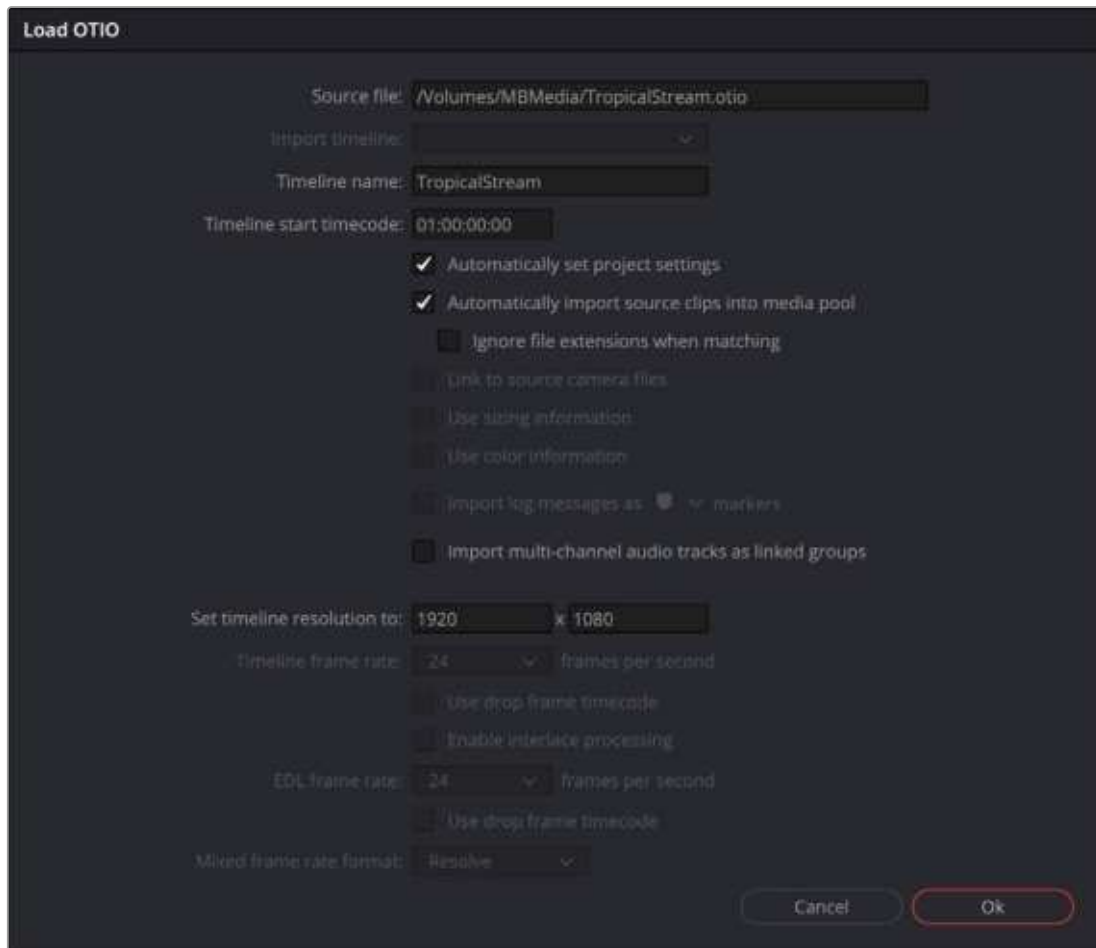 Load OTIO
Source file: /Volumes/MBMedia/TropicalStream.otio
Import timeline:
Timeline name: TropicalStream
Timeline start timecode: 01:00:00:00
Automatically set project settings
Automatically import source clips into media pool
Ignore file extensions when matching
Link to source camera files
Use sizing information
Use color information
Import log messages as markers
Import multi-channel audio tracks as linked groups
Set timeline resolution to: 1920 x 1080
Timeline frame rate: 24 frames per second
Use drop frame timecode
Enable interlace processing
EDL frame rate: 24 frames per second
Use drop frame timecode
Mixed frame rate format: Resolve
Cancel Ok